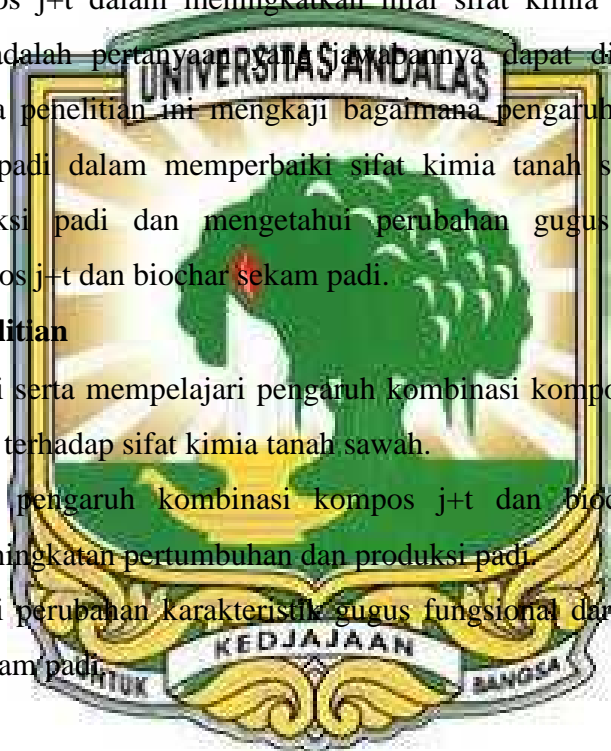 os j+t dalam meningkatkan nilai sifat kimia
adalah pertanyaan yang jawabannya dapat di
UNIVERSITAS ANDALAS
a penelitian ini mengkaji bagaimana pengaruh
padi dalam memperbaiki sifat kimia tanah s
ksi padi dan mengetahui perubahan gugus
os j+t dan biochar sekam padi.
litian
i serta mempelajari pengaruh kombinasi kompo
terhadap sifat kimia tanah sawah.
pengaruh kombinasi kompos j+t dan bioc
ningkatan pertumbuhan dan produksi padi.
i perubahan karakteristik gugus fungsional dar
am padi.
KEDJAJAAN
UNTUK BANGSA